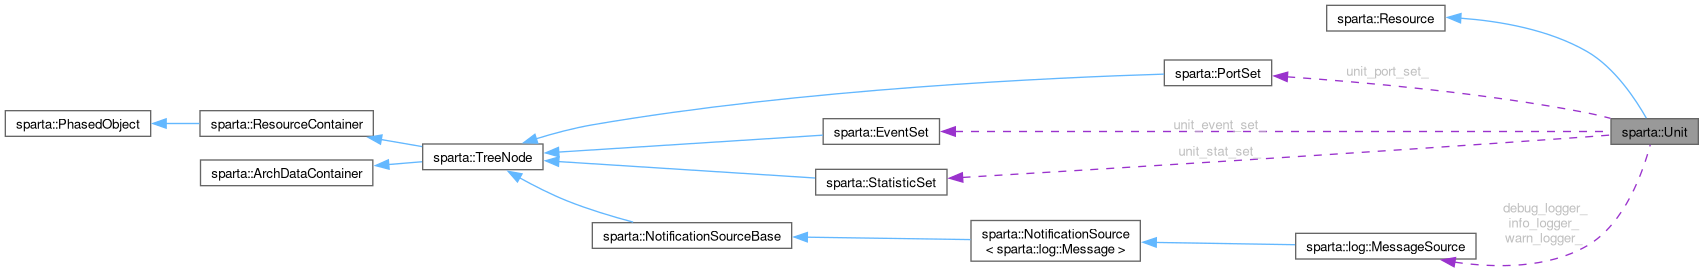 sparta::Resource
sparta::PortSet
unit_port_set_
sparta::PhasedObject
sparta::ResourceContainer
sparta::EventSet
unit_event_set_
sparta::Unit
sparta::TreeNode
unit_stat_set_
sparta::ArchDataContainer
sparta::StatisticSet
debug_logger_
info_logger_
warn_logger_
sparta::NotificationSourceBase
sparta::NotificationSource
< sparta::log::Message >
sparta::log::MessageSource